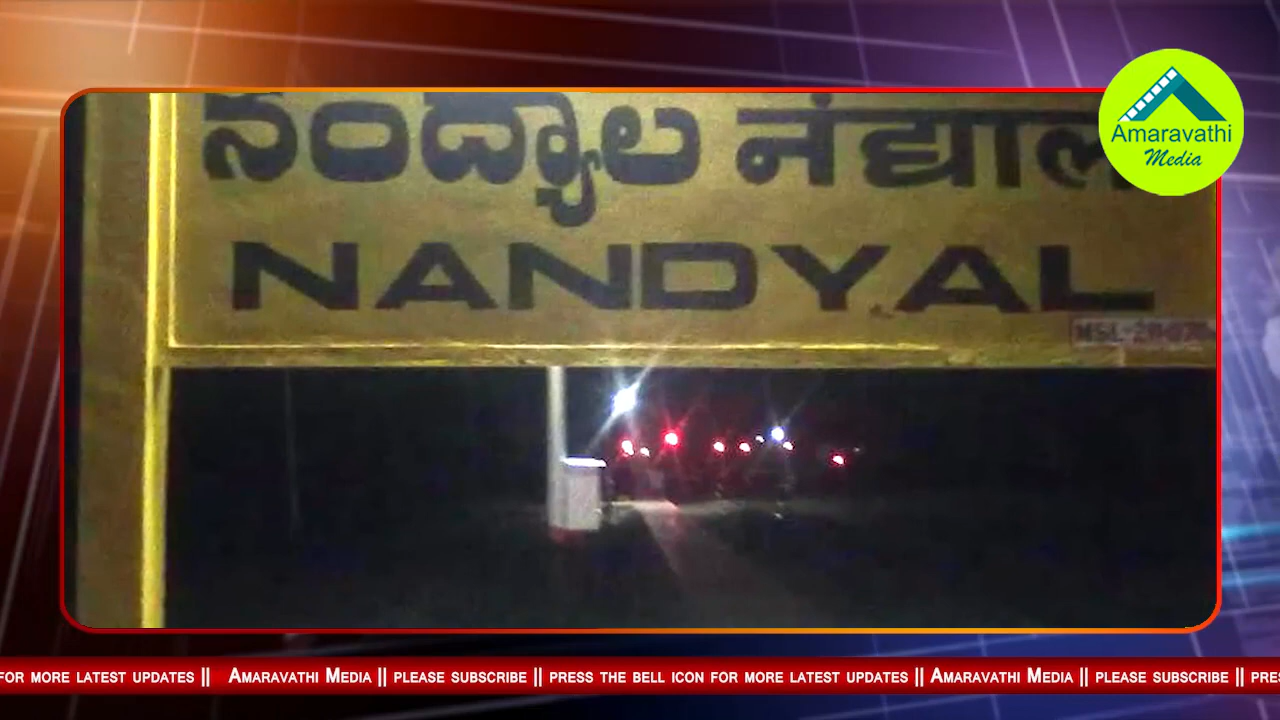 నంద్యాల नंद्याल
NANDYAL
Amaravathi
Media
FOR MORE LATEST UPDATES || AMARAVATHI MEDIA || PLEASE SUBSCRIBE || PRESS THE BELL ICON FOR MORE LATEST UPDATES || AMARAVATHI MEDIA || PLEASE SUBSCRIBE || PRES